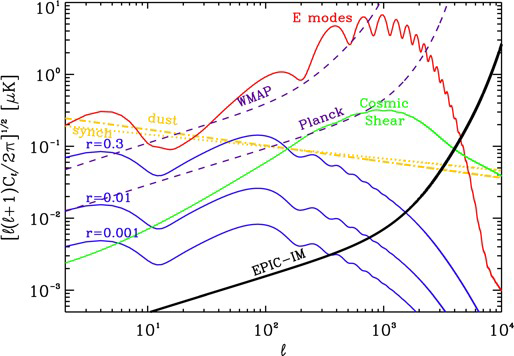 10¹
10⁰
10⁻¹
10⁻²
10⁻³
[ℓ(ℓ+1)Cℓ/2π]¹/² [μK]
E modes
WMAP
Planck
Cosmic
Shear
dust
synch
r=0.3
r=0.01
r=0.001
EPIC-IM
10¹
10²
10³
10⁴
ℓ